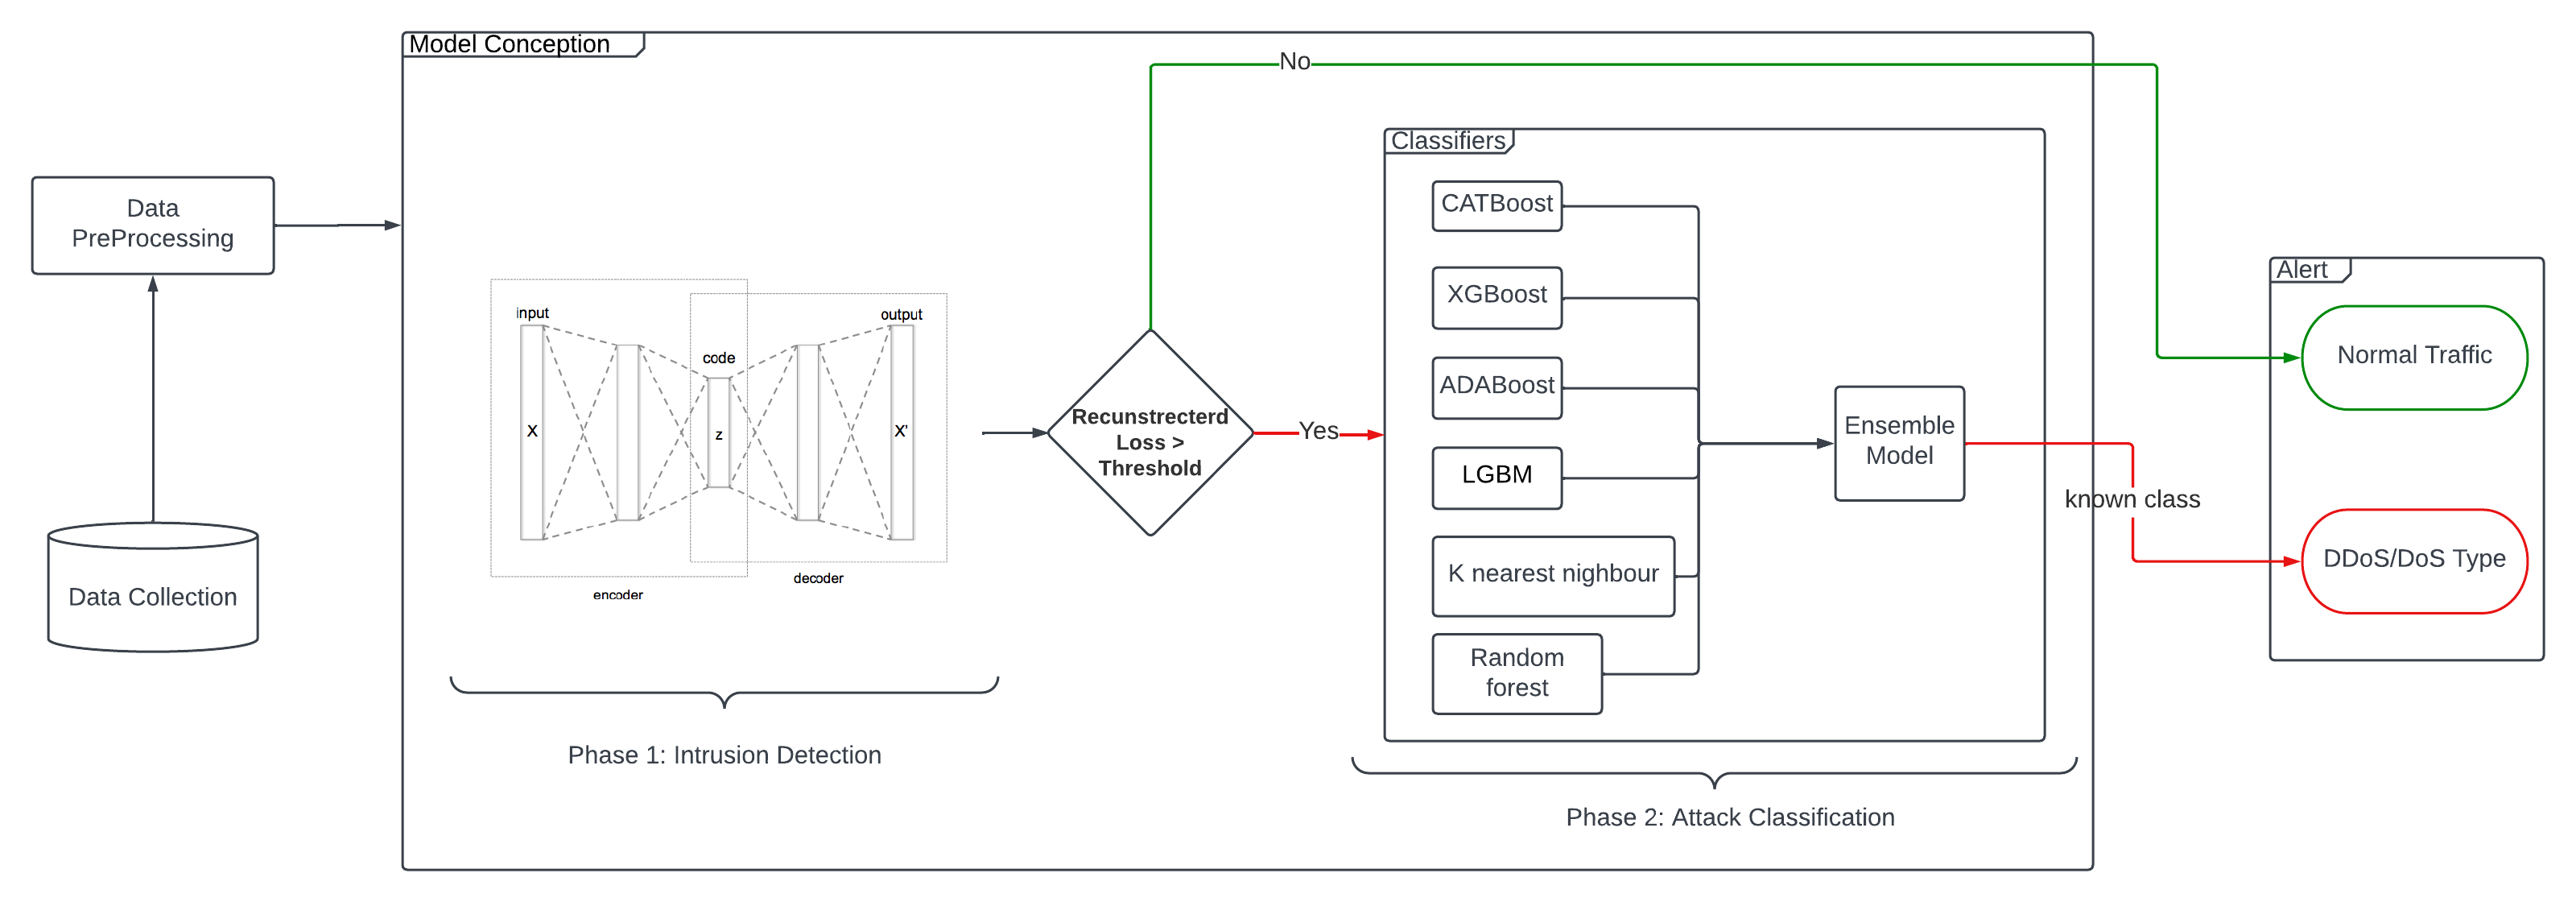 Model Conception
No
Classifiers
Data
PreProcessing
CATBoost
XGBoost
ADABoost
LGBM
K nearest nighbour
Random
forest
Ensemble
Model
Alert
Normal Traffic
known class
DDoS/DoS Type
input
output
code
X
z
X'
encoder
decoder
Recunstrecterd
Loss >
Threshold
Yes
Data Collection
Phase 1: Intrusion Detection
Phase 2: Attack Classification